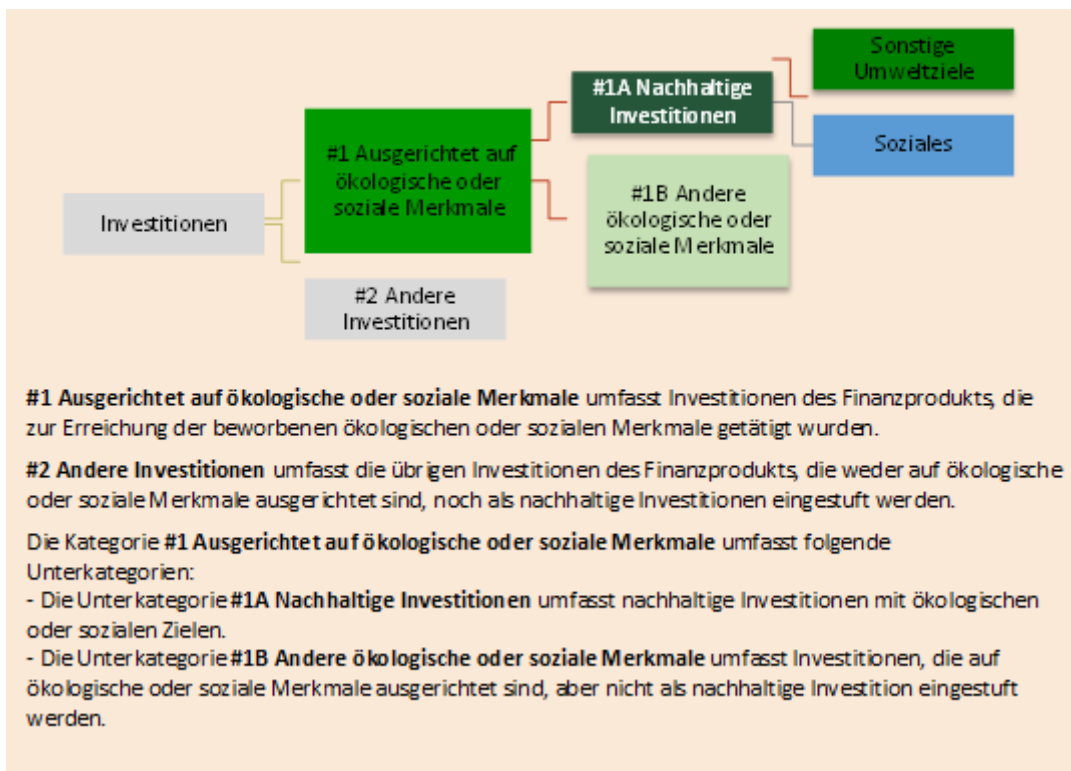 Sonstige
Umweltziele
#1A Nachhaltige
Investitionen
Soziales
#1 Ausgerichtet auf
ökologische oder
soziale Merkmale
#1B Andere
ökologische oder
soziale Merkmale
Investitionen
#2 Andere
Investitionen
#1 Ausgerichtet auf ökologische oder soziale Merkmale umfasst Investitionen des Finanzprodukts, die
zur Erreichung der beworbenen ökologischen oder sozialen Merkmale getätigt wurden.
#2 Andere Investitionen umfasst die übrigen Investitionen des Finanzprodukts, die weder auf ökologische
oder soziale Merkmale ausgerichtet sind, noch als nachhaltige Investitionen eingestuft werden.
Die Kategorie #1 Ausgerichtet auf ökologische oder soziale Merkmale umfasst folgende
Unterkategorien:
- Die Unterkategorie #1A Nachhaltige Investitionen umfasst nachhaltige Investitionen mit ökologischen
oder sozialen Zielen.
- Die Unterkategorie #1B Andere ökologische oder soziale Merkmale umfasst Investitionen, die auf
ökologische oder soziale Merkmale ausgerichtet sind, aber nicht als nachhaltige Investition eingestuft
werden.